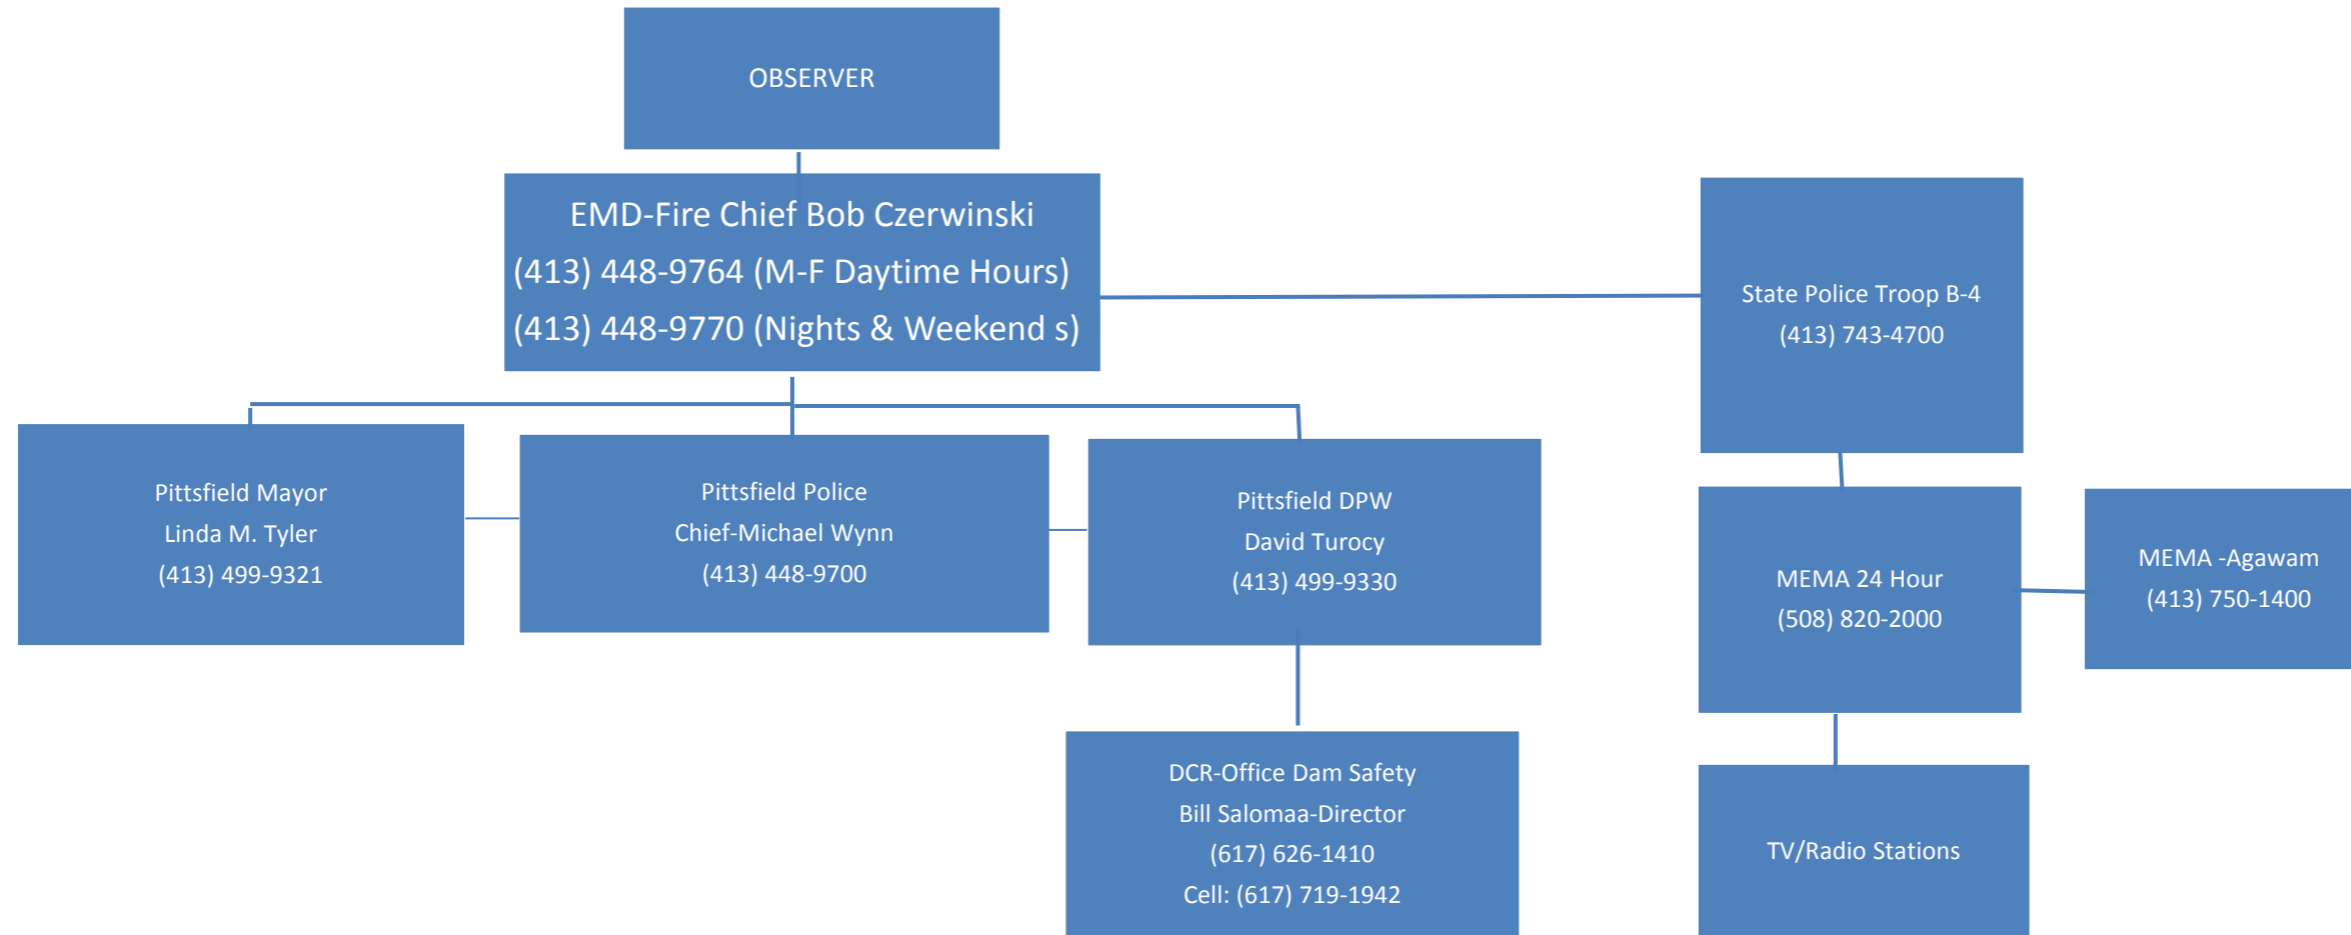 OBSERVER
EMD-Fire Chief Bob Czerwinski
(413) 448-9764 (M-F Daytime Hours)
(413) 448-9770 (Nights & Weekend s)
State Police Troop B-4
(413) 743-4700
Pittsfield Mayor
Linda M. Tyler
(413) 499-9321
Pittsfield Police
Chief-Michael Wynn
(413) 448-9700
Pittsfield DPW
David Turocy
(413) 499-9330
MEMA 24 Hour
(508) 820-2000
MEMA -Agawam
(413) 750-1400
DCR-Office Dam Safety
Bill Salomaa-Director
(617) 626-1410
Cell: (617) 719-1942
TV/Radio Stations